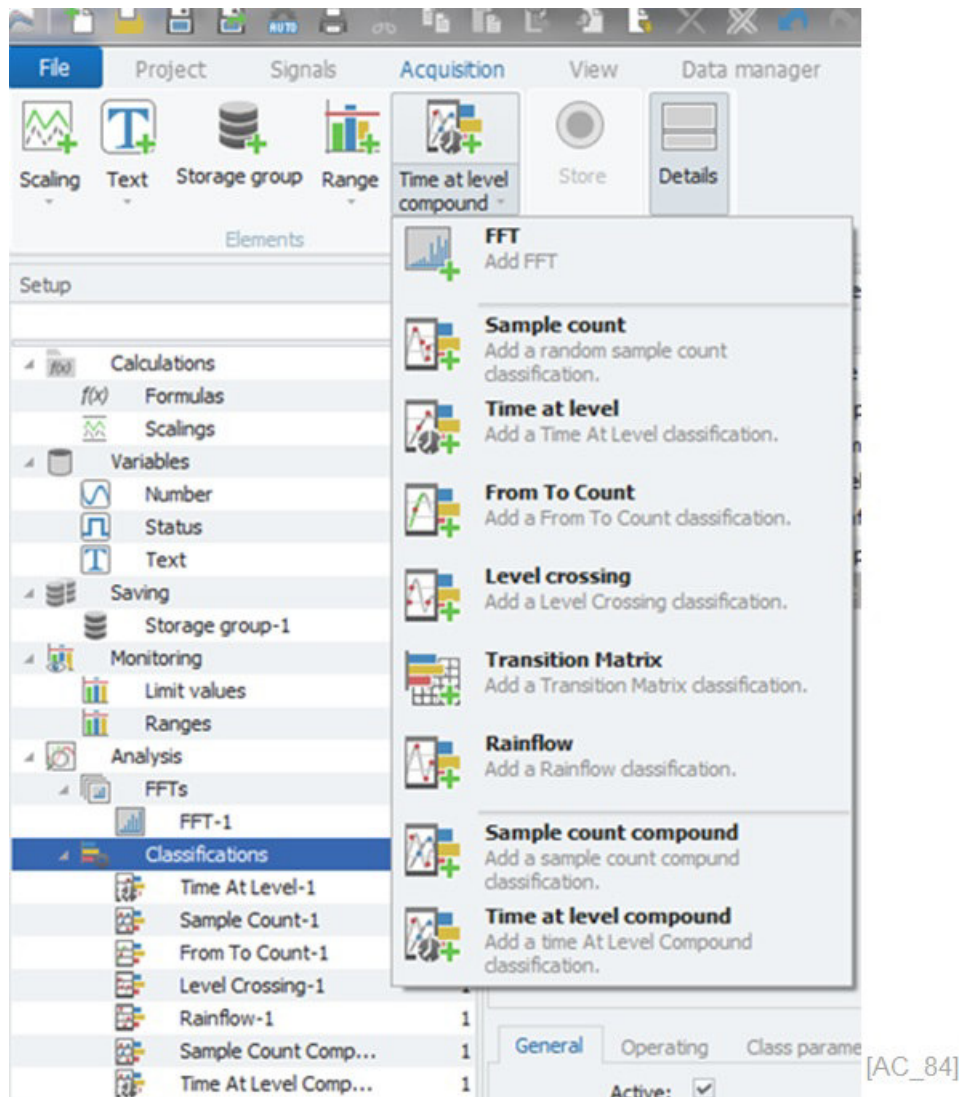 AUTO
File Project Signals Acquisition View Data manager
Scaling Text Storage group Range Time at level compound Store Details
Elements
Setup
Calculations
f(x) Formulas
Scalings
Variables
Number
Status
Text
Saving
Storage group-1
Monitoring
Limit values
Ranges
Analysis
FFTs
FFT-1
Classifications
Time At Level-1
Sample Count-1
From To Count-1
Level Crossing-1
Rainflow-1 1
Sample Count Comp... 1
Time At Level Comp... 1
FFT
Add FFT
Sample count
Add a random sample count
classification.
Time at level
Add a Time At Level classification.
From To Count
Add a From To Count classification.
Level crossing
Add a Level Crossing classification.
Transition Matrix
Add a Transition Matrix classification.
Rainflow
Add a Rainflow classification.
Sample count compound
Add a sample count compund
classification.
Time at level compound
Add a time At Level Compound
classification.
General Operating Class parame
Active:
[AC_84]